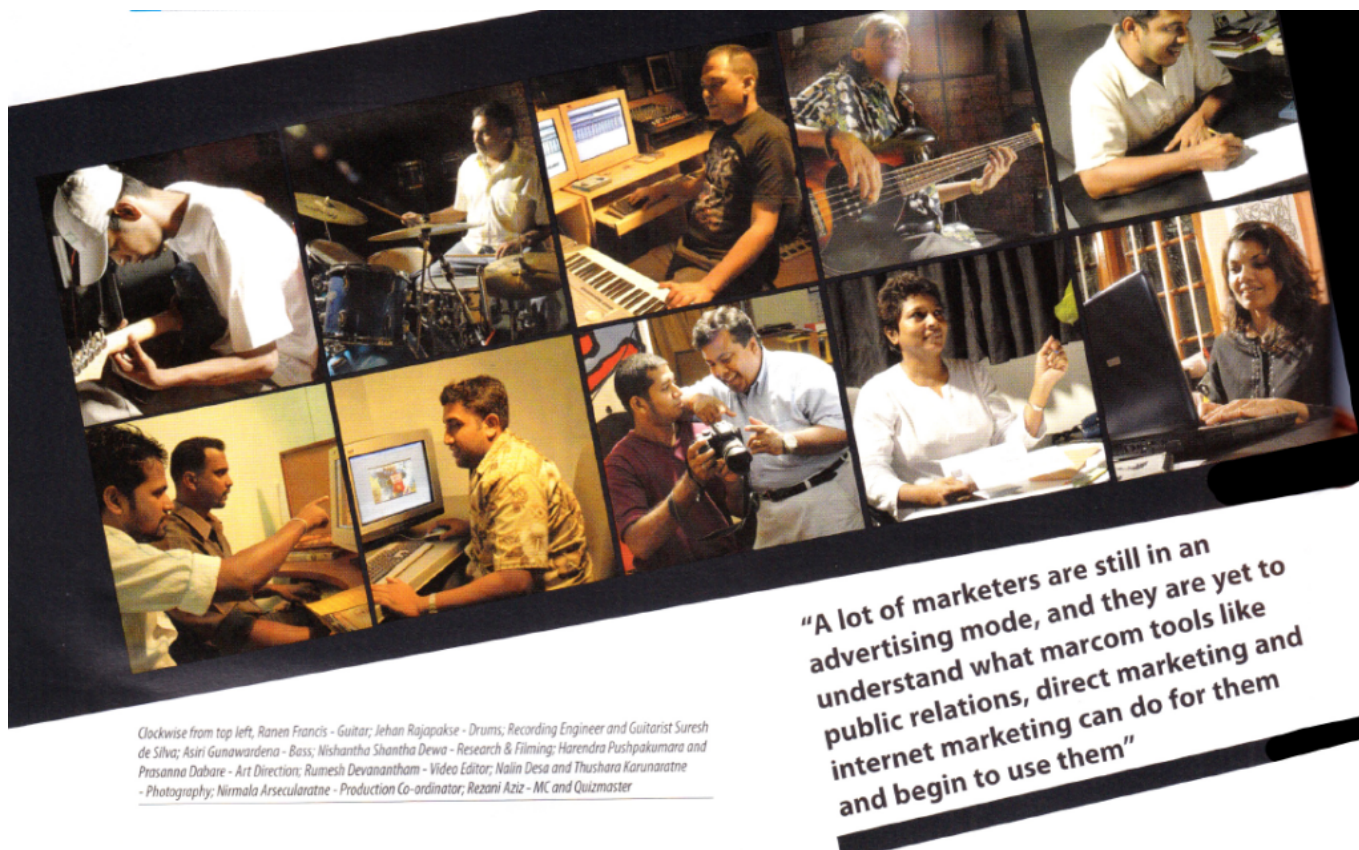 Clockwise from top left, Ranen Francis - Guitar; Jehan Rajapakse - Drums; Recording Engineer and Guitarist Suresh
de Silva; Asiri Gunawardena - Bass; Nishantha Shantha Dewa - Research & Filming; Harendra Pushpakumara and
Prasanna Dabare - Art Direction; Rumesh Devanantham - Video Editor; Nalin Desa and Thushara Karunaratne
- Photography; Nirmala Arsecularatne - Production Co-ordinator; Rezani Aziz - MC and Quizmaster
“A lot of marketers are still in an
advertising mode, and they are yet to
understand what marcom tools like
public relations, direct marketing and
internet marketing can do for them
and begin to use them”